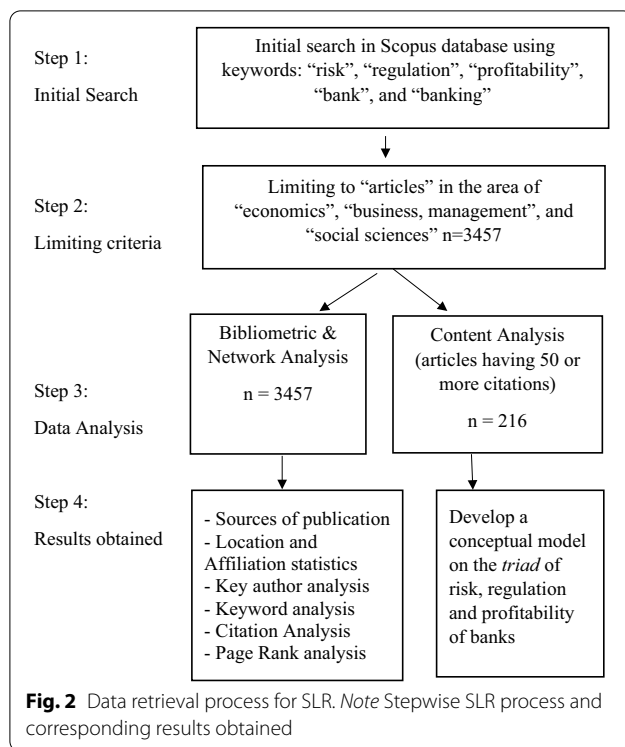 Step 1:
Initial Search
Initial search in Scopus database using
keywords: “risk”, “regulation”, “profitability”,
“bank”, and “banking”
Step 2:
Limiting criteria
Limiting to “articles” in the area of
“economics”, “business, management”, and
“social sciences” n=3457
Step 3:
Data Analysis
Bibliometric &
Network Analysis
n = 3457
Content Analysis
(articles having 50 or
more citations)
n = 216
Step 4:
Results obtained
- Sources of publication
- Location and
Affiliation statistics
- Key author analysis
- Keyword analysis
- Citation Analysis
- Page Rank analysis
Develop a
conceptual model
on the triad of
risk, regulation
and profitability
of banks
Fig. 2 Data retrieval process for SLR. Note Stepwise SLR process and
corresponding results obtained